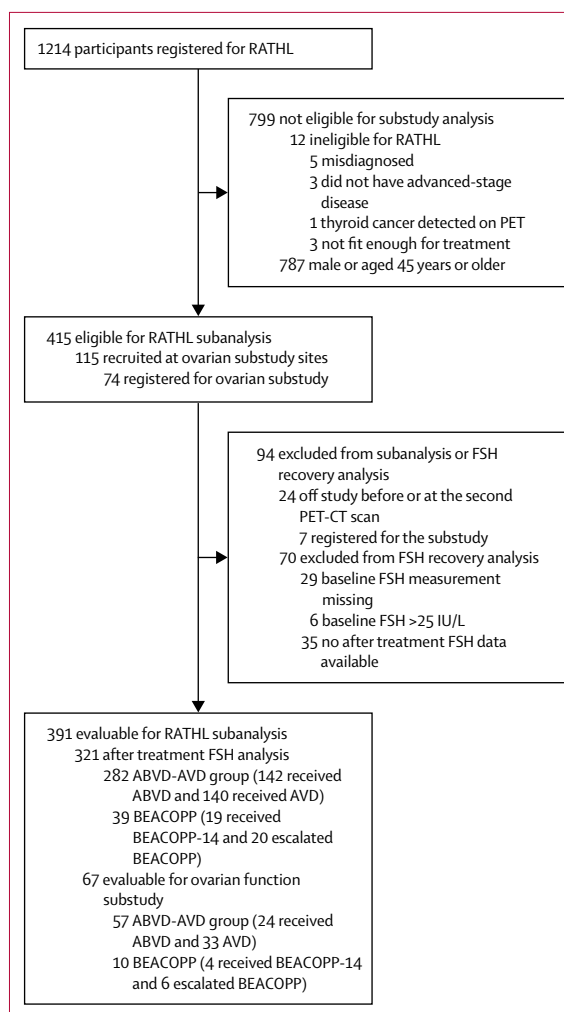 1214 participants registered for RATHL
799 not eligible for substudy analysis
12 ineligible for RATHL
5 misdiagnosed
3 did not have advanced-stage
disease
1 thyroid cancer detected on PET
3 not fit enough for treatment
787 male or aged 45 years or older
415 eligible for RATHL subanalysis
115 recruited at ovarian substudy sites
74 registered for ovarian substudy
94 excluded from subanalysis or FSH
recovery analysis
24 off study before or at the second
PET-CT scan
7 registered for the substudy
70 excluded from FSH recovery analysis
29 baseline FSH measurement
missing
6 baseline FSH >25 IU/L
35 no after treatment FSH data
available
391 evaluable for RATHL subanalysis
321 after treatment FSH analysis
282 ABVD-AVD group (142 received
ABVD and 140 received AVD)
39 BEACOPP (19 received
BEACOPP-14 and 20 escalated
BEACOPP)
67 evaluable for ovarian function
substudy
57 ABVD-AVD group (24 received
ABVD and 33 AVD)
10 BEACOPP (4 received BEACOPP-14
and 6 escalated BEACOPP)